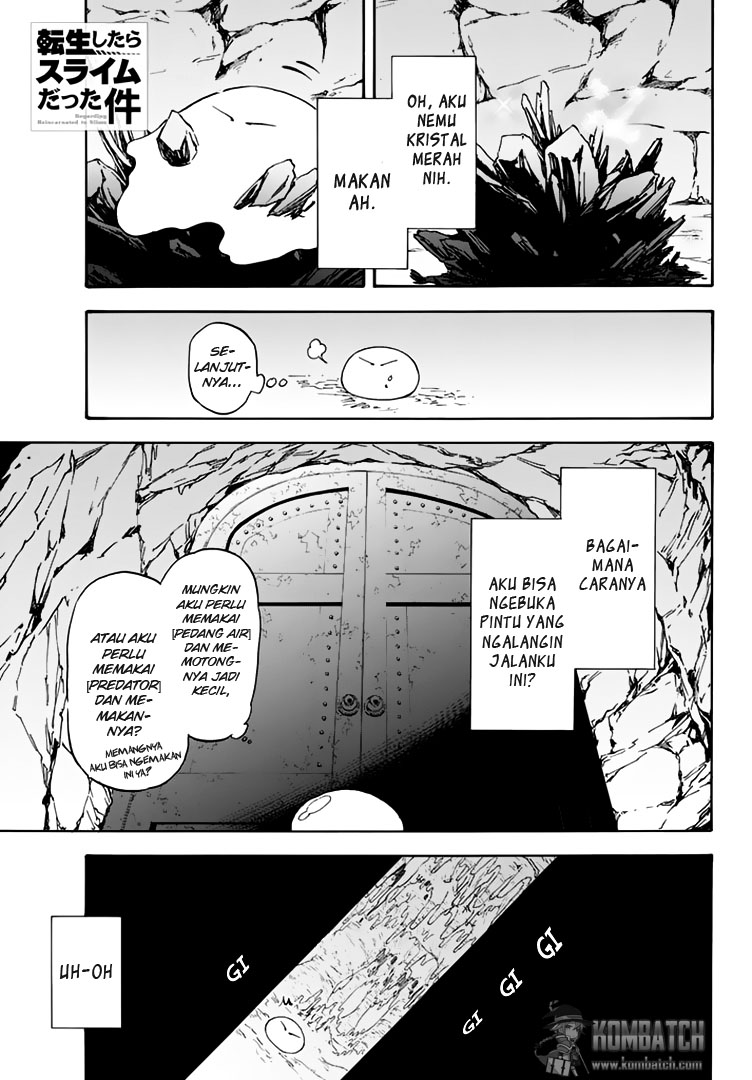 転生したら
スライム
だった件
Regarding
Reincarnated to Slime
OH, AKU
NEMU
KRISTAL
MERAH
NIH.
MAKAN
AH.
SE-
LANJUT-
NYA...
BAGAI-
MANA
CARANYA
AKU BISA
NGEBUKA
PINTU YANG
NGALANGIN
JALANKU
INI?
MUNGKIN
AKU PERLU
MEMAKAI
[PEDANG AIR]
DAN ME-
MOTONG-
NYA JADI
KECIL,
ATAU AKU
PERLU
MEMAKAI
[PREDATOR]
DAN ME-
MAKAN-
NYA?
MEMANGNYA
AKU BISA NGEMAKAN
INI YA?
UH-OH
GI
GI
GI
GI
KOMBATCH
www.kombatch.com